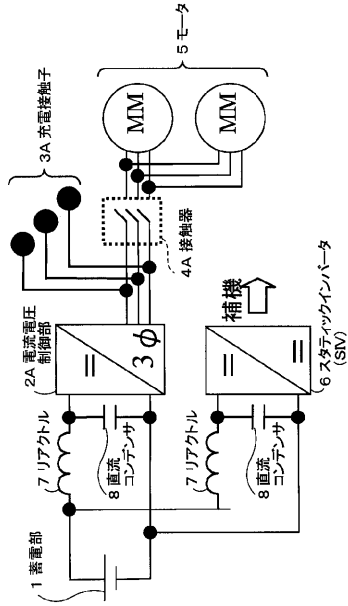 1 蓄電部
7 リアクトル
8 直流
コンデンサ
2A 電流電圧
制御部
=
3φ
3A 充電接触子
4A 接触器
MM
MM
5 モータ
7 リアクトル
8 直流
コンデンサ
=
=
補機
6 スタティックインバータ
(SIV)